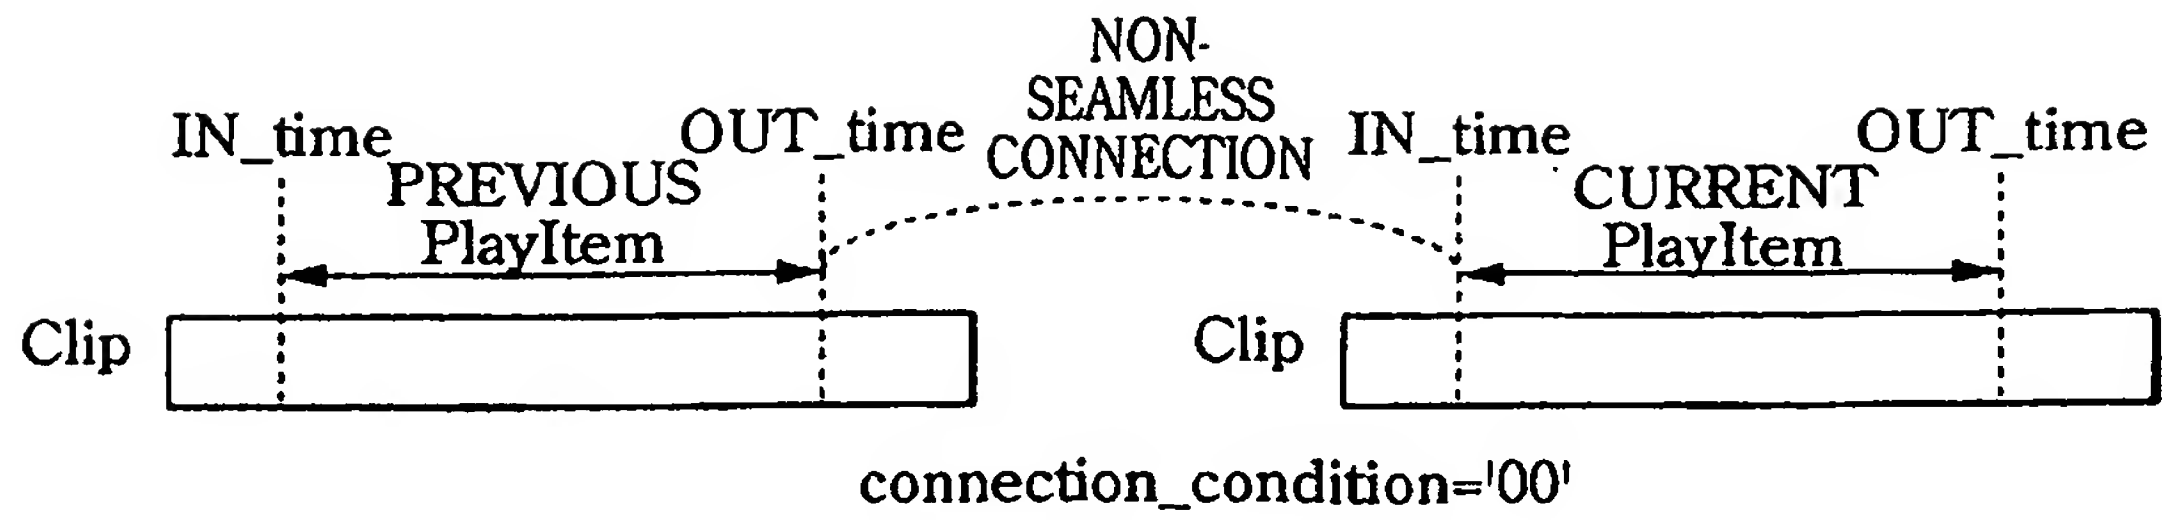 NON-
SEAMLESS
CONNECTION
IN_time
OUT_time
IN_time
OUT_time
PREVIOUS
PlayItem
CURRENT
PlayItem
Clip
Clip
connection_condition='00'